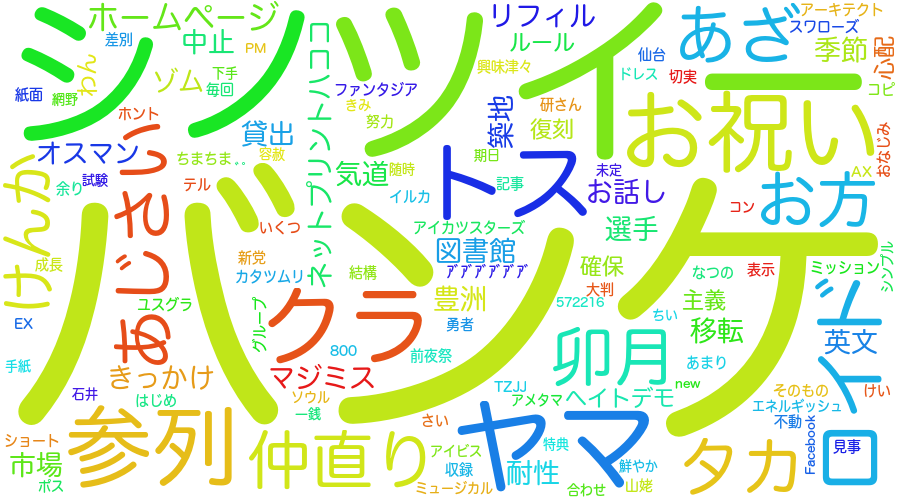 ホームページ
リフィル
アーキテクト
差別
中止
PM
ルール
仙台
あざ
スワローズ
季節
心配
シノ
ツイ
ゾム
下手
毎回
興味津々
ドレス
切実
ー
コピ
わん
紙面
網野
ネットプリントハココ
ファンタジア
きみ
努力
築地
研さん
復刻
お祝い
ホント
貸出
オスマン
ちまちま。。
容赦
期日
未定
おなじみ
余り
試験
気道
随時
記事
お話し
AX
テル
イルカ
トス
お方
けんか
あじさい
いくつ
アイカツスターズ
選手
コン
バンケ
図書館
成長
新党
カタツムリ
結構
ｱﾞｱﾞｱﾞｱﾞｱﾞｱﾞ
確保
なつの
表示
ミッション
シンプル
ユスグラ
グループ
クラ
豊洲
大判
572216
主義
イド
EX
勇者
ちい
移転
英文
手紙
800
前夜祭
卯月
あまり
きっかけ
マジミス
TZJJ
new
石井
はじめ
ソウル
アメタマ
ヘイトデモ
そのもの
けい
一銭
エネルギッシュ
参列
さい
不動
ショート
仲直り
ヤマ
Facebook
ロ
見事
市場
アイビス
特典
タカ
収録
耐性
鮮やか
ポス
ミュージカル
合わせ
山姥